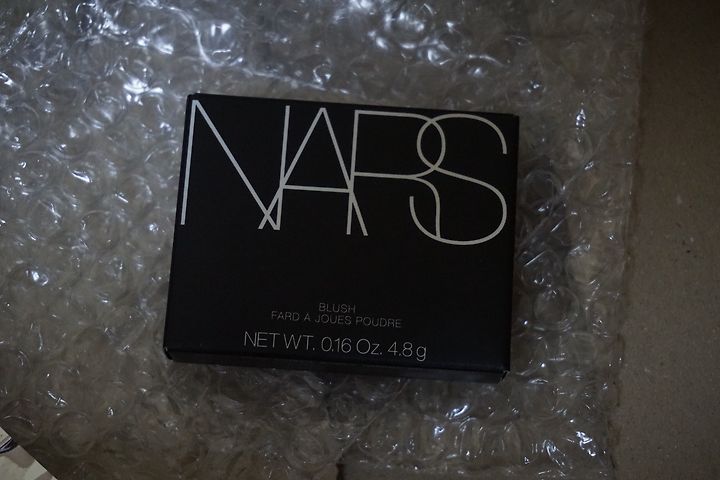 NARS
BLUSH
FARD À JOUES POUDRE
NET WT. 0.16 Oz. 4.8 g